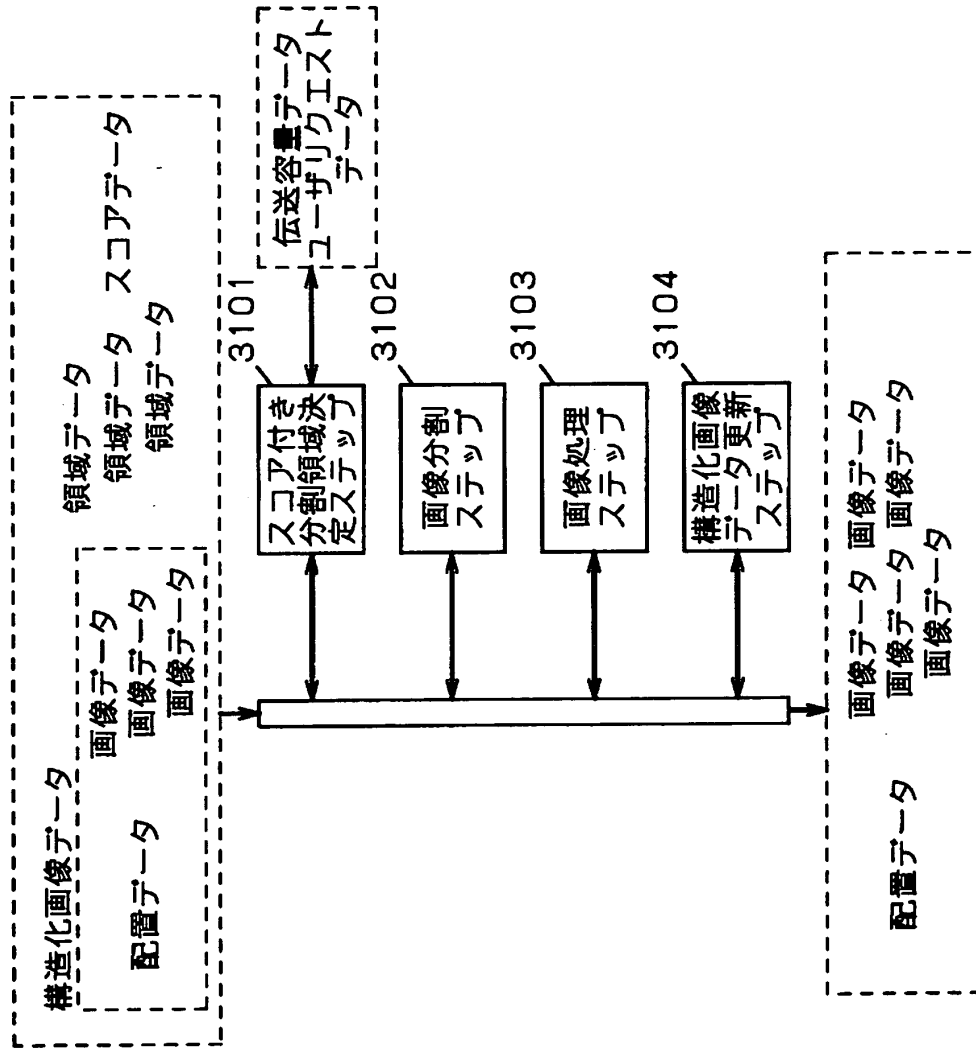 構造化画像データ
配置データ
画像データ
画像データ
画像データ
領域データ
領域データ
領域データ
スコアデータ
3101
スコア付き
分割領域決
定ステップ
伝送容量データ
ユーザリクエスト
データ
3102
画像分割
ステップ
3103
画像処理
ステップ
3104
構造化画像
データ更新
ステップ
配置データ
画像データ
画像データ
画像データ
画像データ
画像データ